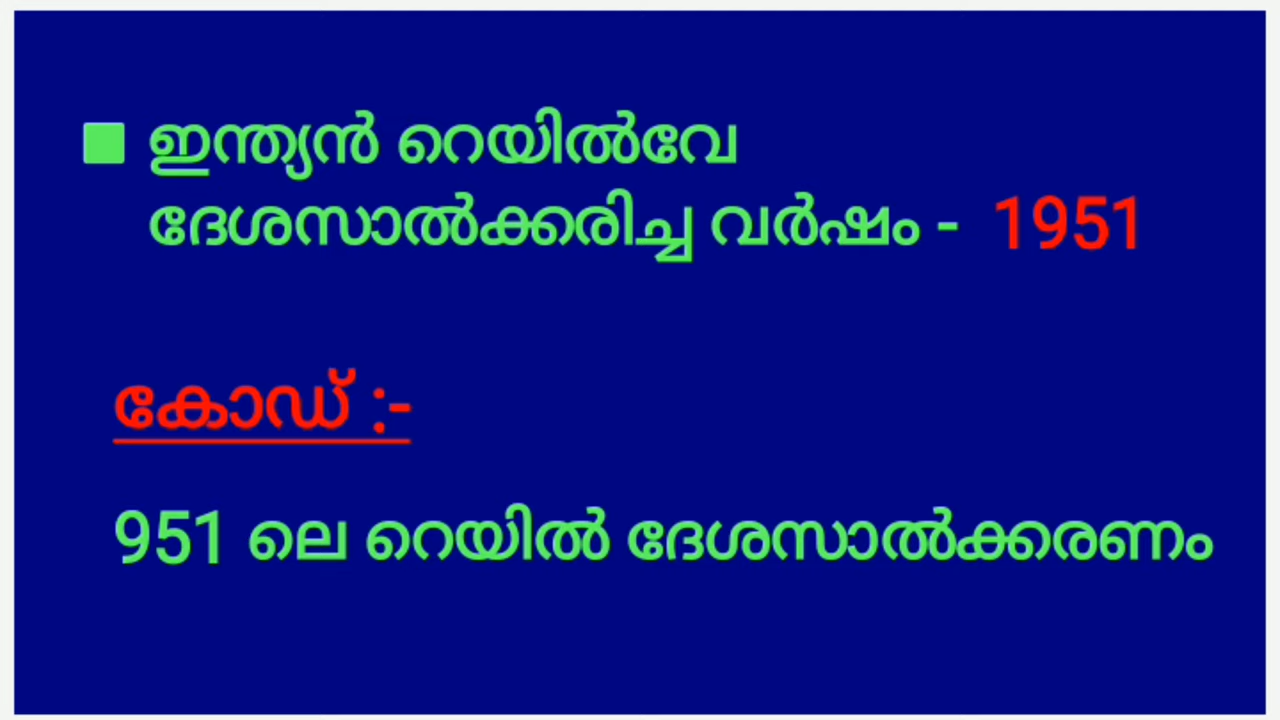 ■ ഇന്ത്യൻ റെയിൽവേ
ദേശസാൽക്കരിച്ച വർഷം - 1951
കോഡ് :-
951 ലെ റെയിൽ ദേശസാൽക്കരണം